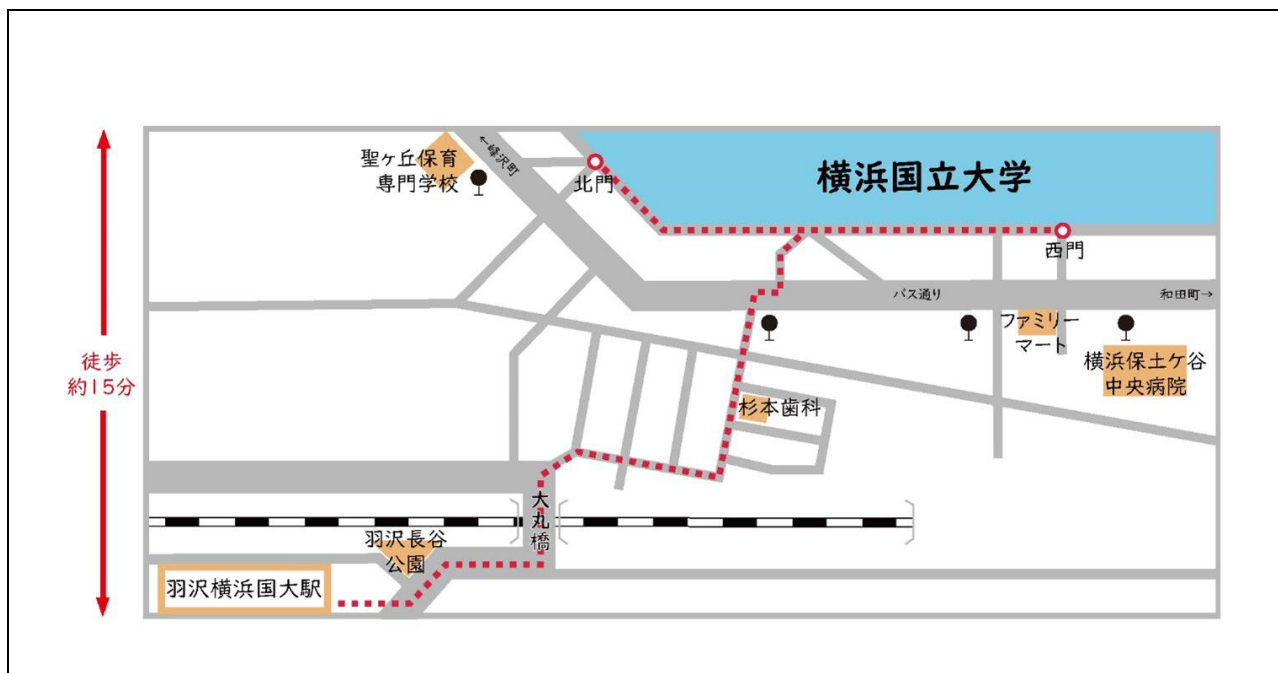 聖ヶ丘保育
専門学校
←峰沢町
北門
横浜国立大学
西門
バス通り
和田町→
ファミリー
マート
横浜保土ケ谷
中央病院
徒歩
約15分
杉本歯科
大丸橋
羽沢長谷
公園
羽沢横浜国大駅